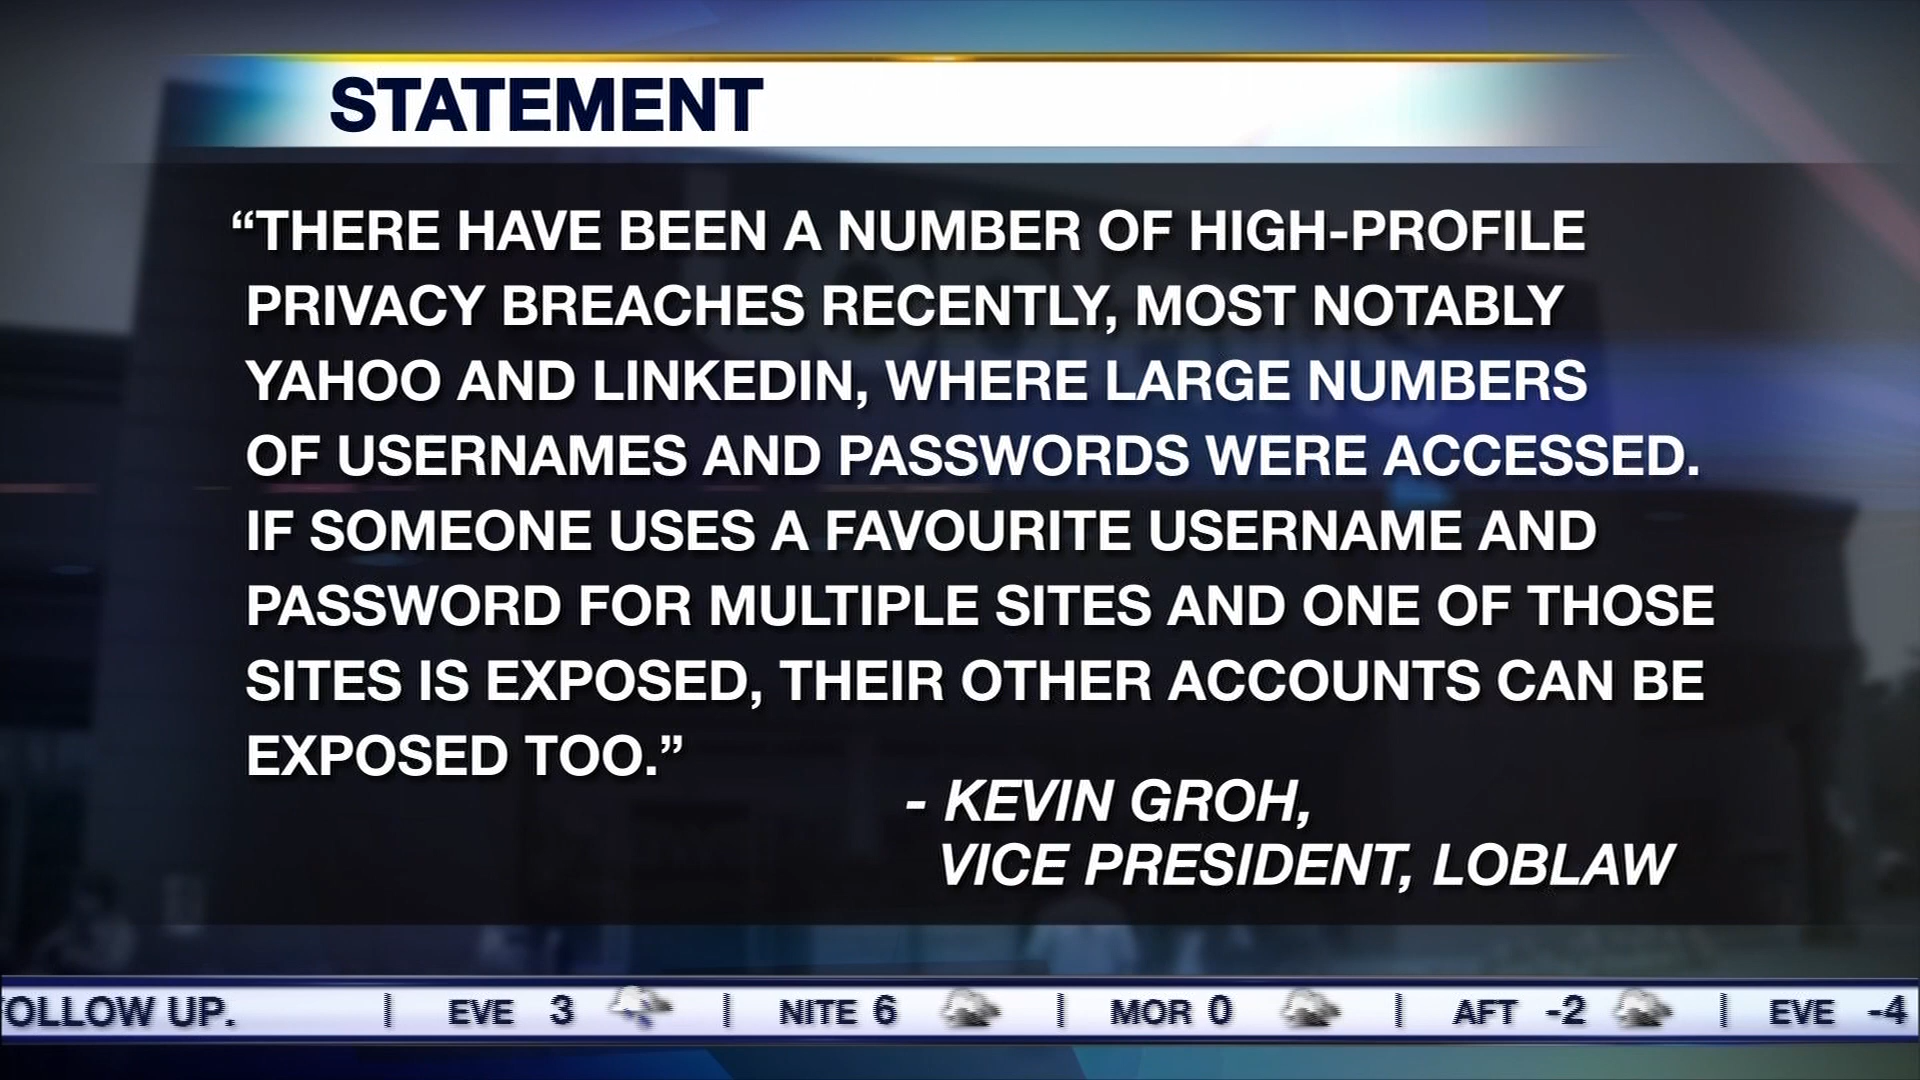 STATEMENT
“THERE HAVE BEEN A NUMBER OF HIGH-PROFILE
PRIVACY BREACHES RECENTLY, MOST NOTABLY
YAHOO AND LINKEDIN, WHERE LARGE NUMBERS
OF USERNAMES AND PASSWORDS WERE ACCESSED.
IF SOMEONE USES A FAVOURITE USERNAME AND
PASSWORD FOR MULTIPLE SITES AND ONE OF THOSE
SITES IS EXPOSED, THEIR OTHER ACCOUNTS CAN BE
EXPOSED TOO.”
- KEVIN GROH,
VICE PRESIDENT, LOBLAW
OLLOW UP. | EVE 3 | NITE 6 | MOR 0 | AFT -2 | EVE -4